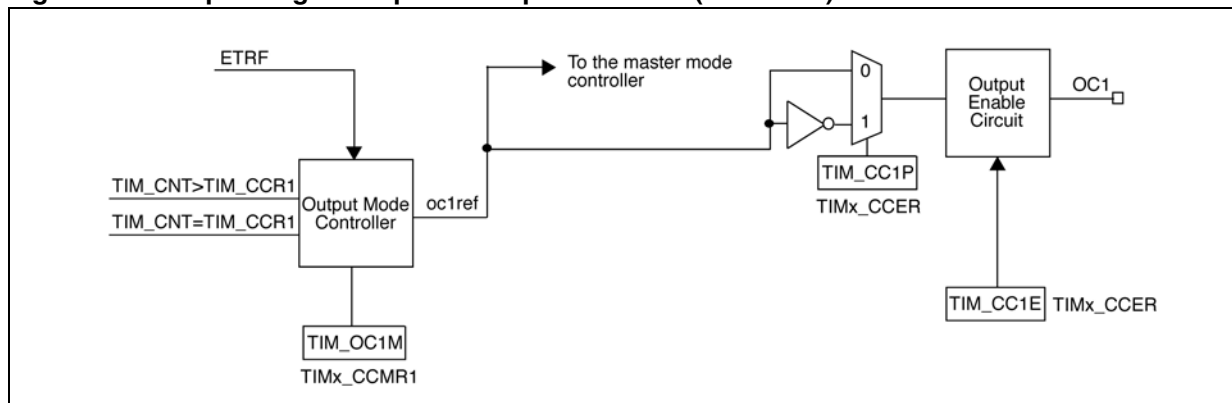 ETRF
To the master mode
controller
0
1
Output
Enable
Circuit
OC1
TIM_CNT>TIM_CCR1
TIM_CNT=TIM_CCR1
Output Mode
Controller
oc1ref
TIM_CC1P
TIMx_CCER
TIM_CC1E TIMx_CCER
TIM_OC1M
TIMx_CCMR1